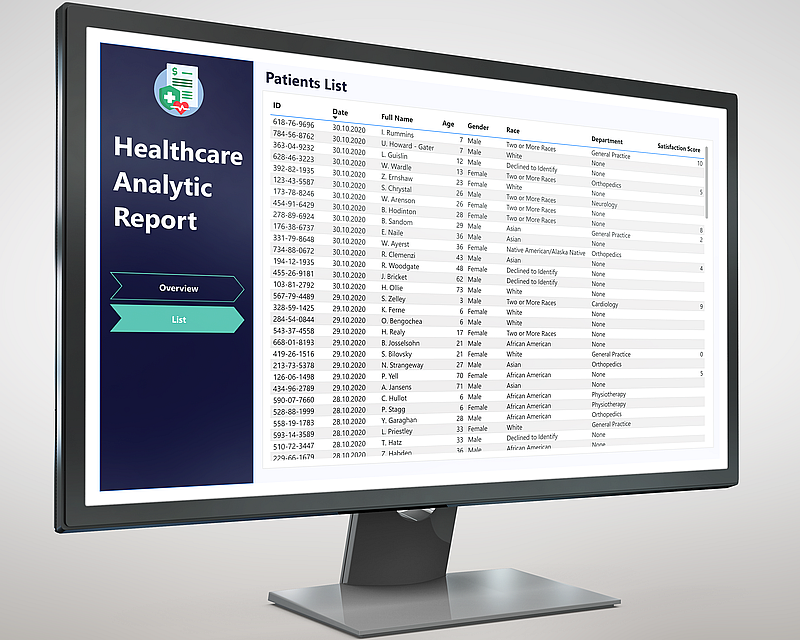 Healthcare
Analytic
Report
Overview
List
Patients List
ID Date Full Name Age Gender Race Department Satisfaction Score
618-76-9696 30.10.2020 I. Rummins 7 Male Two or More Races General Practice 10
784-56-8762 30.10.2020 U. Howard - Gater 7 Male White None
363-04-9232 30.10.2020 L. Guislin 12 Male Declined to Identify None
628-46-3223 30.10.2020 W. Wardle 13 Female Two or More Races Orthopedics 5
392-82-1935 30.10.2020 Z. Ernshaw 23 Female White None
123-43-5587 30.10.2020 S. Chrystal 26 Male Two or More Races Neurology
173-78-8246 30.10.2020 W. Arenson 26 Female Two or More Races None
454-91-6429 30.10.2020 B. Hodinton 28 Female Two or More Races None 8
278-89-6924 30.10.2020 B. Sandom 29 Male Asian General Practice 2
176-38-6737 30.10.2020 E. Naile 36 Male Asian None
331-79-8648 30.10.2020 W. Ayerst 36 Female Native American/Alaska Native Orthopedics
734-88-0672 30.10.2020 R. Clemenzi 43 Male Asian None 4
194-12-1935 30.10.2020 R. Woodgate 48 Female Declined to Identify None
455-26-9181 30.10.2020 J. Bricket 62 Male Declined to Identify None
103-81-2792 30.10.2020 H. Ollie 73 Male White None
567-79-4489 29.10.2020 S. Zelley 3 Male Two or More Races Cardiology 9
328-59-1425 29.10.2020 K. Ferne 6 Female White None
284-54-0844 29.10.2020 O. Bengochea 6 Male White None
543-37-4558 29.10.2020 H. Realy 17 Female Two or More Races None
668-01-8193 29.10.2020 B. Josselsohn 21 Male African American None
419-26-1516 29.10.2020 S. Bilovsky 21 Female White General Practice 0
213-73-5378 29.10.2020 N. Strangeway 27 Male Asian Orthopedics
126-06-1498 29.10.2020 P. Yell 70 Female African American None 5
434-96-2789 29.10.2020 A. Jansens 71 Male Asian None
590-07-7660 28.10.2020 C. Hullot 6 Male African American Physiotherapy
528-88-1999 28.10.2020 P. Stagg 6 Female African American Physiotherapy
558-19-1783 28.10.2020 Y. Garaghan 28 Male African American Orthopedics
593-14-3589 28.10.2020 L. Priestley 33 Female White General Practice
510-72-3447 28.10.2020 T. Hatz 33 Male Declined to Identify None
229-66-1679 28.10.2020 Z. Habden 36 Male African American None